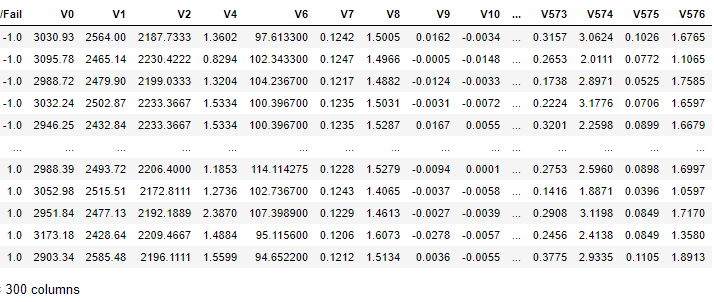 /Fail V0 V1 V2 V4 V6 V7 V8 V9 V10 ... V573 V574 V575 V576
-1.0 3030.93 2564.00 2187.7333 1.3602 97.613300 0.1242 1.5005 0.0162 -0.0034 ... 0.3157 3.0624 0.1026 1.6765
-1.0 3095.78 2465.14 2230.4222 0.8294 102.343300 0.1247 1.4966 -0.0005 -0.0148 ... 0.2653 2.0111 0.0772 1.1065
-1.0 2988.72 2479.90 2199.0333 1.3204 104.236700 0.1217 1.4882 -0.0124 -0.0033 ... 0.1738 2.8971 0.0525 1.7585
-1.0 3032.24 2502.87 2233.3667 1.5334 100.396700 0.1235 1.5031 -0.0031 -0.0072 ... 0.2224 3.1776 0.0706 1.6597
-1.0 2946.25 2432.84 2233.3667 1.5334 100.396700 0.1235 1.5287 0.0167 0.0055 ... 0.3201 2.2598 0.0899 1.6679
... ... ... ... ... ... ... ... ... ... ... ... ... ... ...
1.0 2988.39 2493.72 2206.4000 1.1853 114.114275 0.1228 1.5279 -0.0094 0.0001 ... 0.2753 2.5960 0.0898 1.6997
1.0 3052.98 2515.51 2172.8111 1.2736 102.736700 0.1243 1.4065 -0.0037 -0.0058 ... 0.1416 1.8871 0.0396 1.0597
1.0 2951.84 2477.13 2192.1889 2.3870 107.398900 0.1229 1.4613 -0.0027 -0.0039 ... 0.2908 3.1198 0.0849 1.7170
1.0 3173.18 2428.64 2209.4667 1.4884 95.115600 0.1206 1.6073 -0.0278 -0.0057 ... 0.2456 2.4138 0.0849 1.3580
1.0 2903.34 2585.48 2196.1111 1.5599 94.652200 0.1212 1.5134 0.0036 -0.0055 ... 0.3775 2.9335 0.1105 1.8913
300 columns